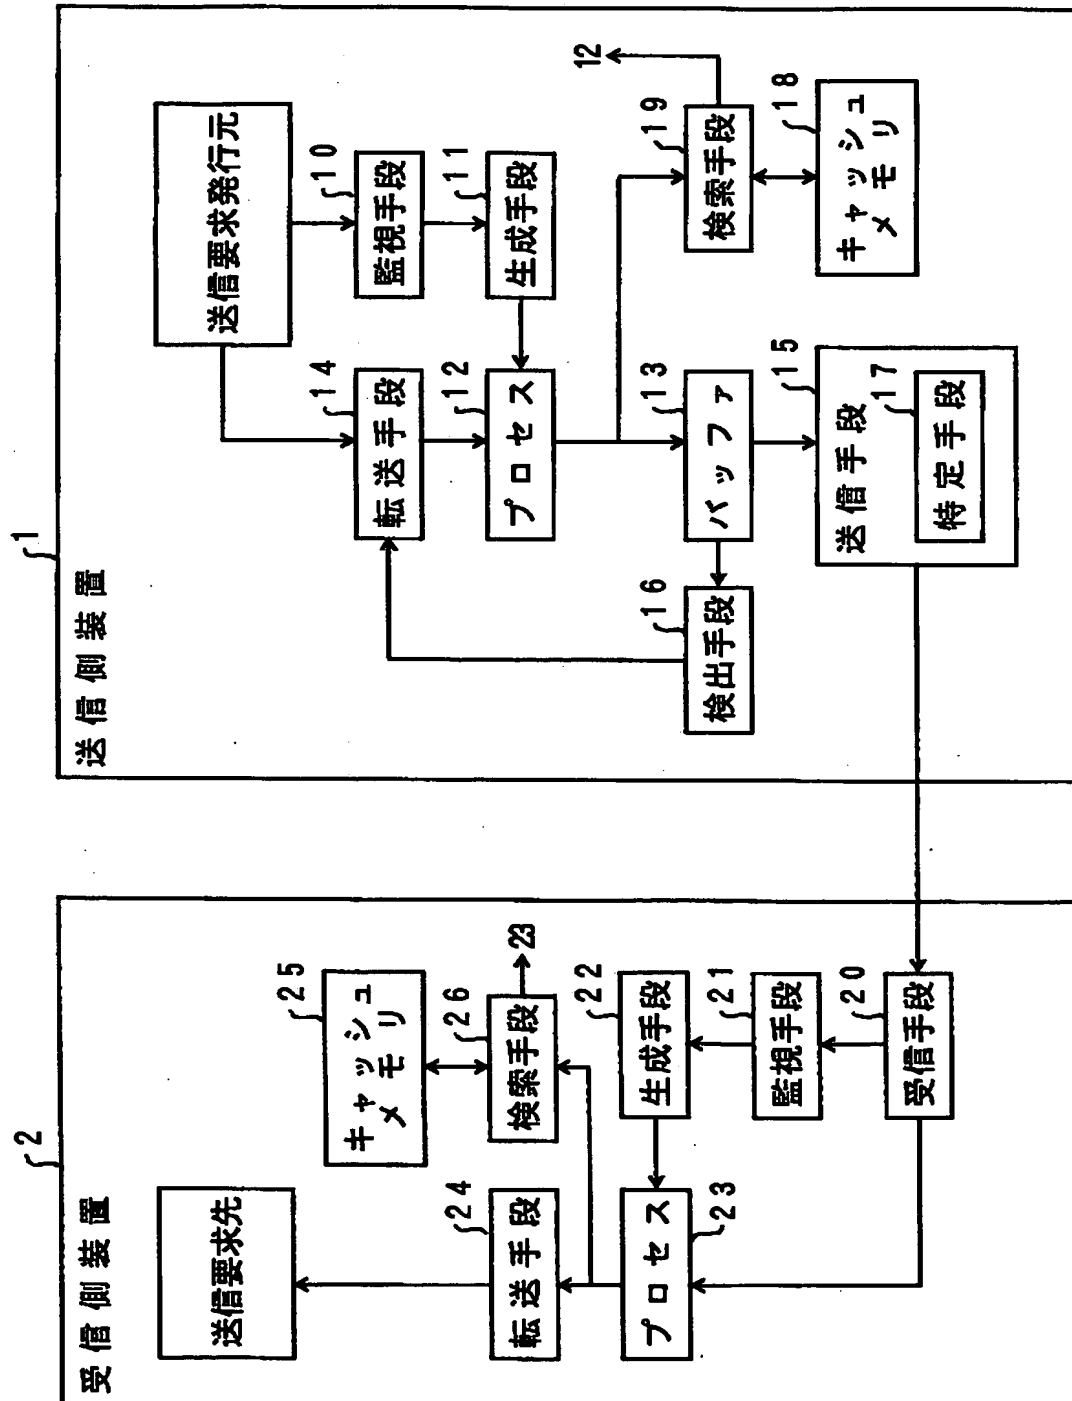 送信側装置
1
送信要求発行元
監視手段
10
生成手段
11
転送手段
14
プロセス
12
検索手段
19
12
キャッシュ
メモリ
18
バッファ
13
検出手段
16
送信手段
15
特定手段
17
受信側装置
2
送信要求先
キャッシュ
メモリ
25
検索手段
26
23
転送手段
24
生成手段
22
プロセス
23
監視手段
21
受信手段
20